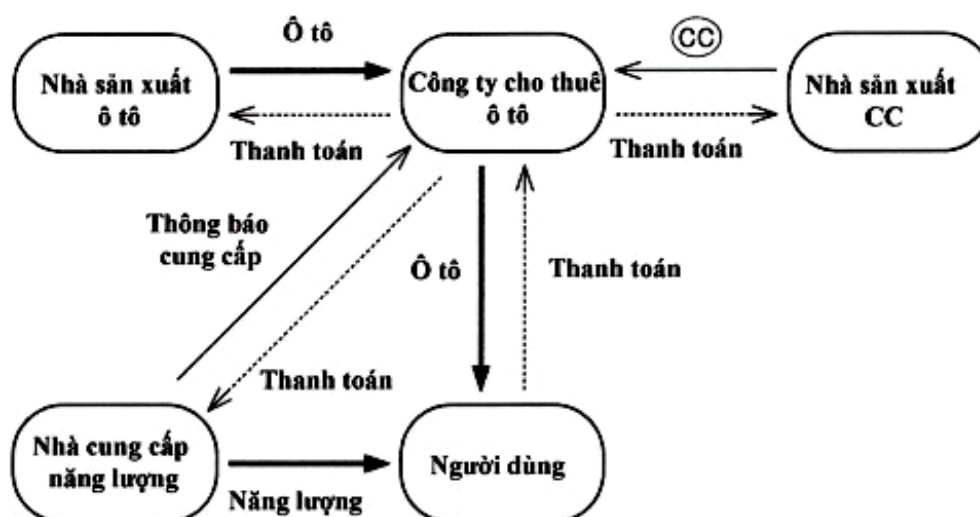 Ô tô
CC
Nhà sản xuất
ô tô
Công ty cho thuê
ô tô
Nhà sản xuất
CC
Thanh toán
Thanh toán
Thông báo
cung cấp
Ô tô
Thanh toán
Thanh toán
Nhà cung cấp
năng lượng
Người dùng
Năng lượng